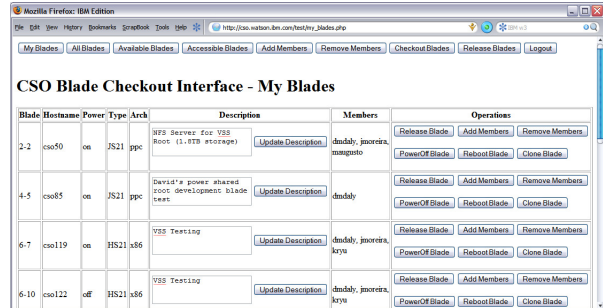 Mozilla Firefox: IBM Edition
File Edit View History Bookmarks ScrapBook Tools Help http://cso.watson.ibm.com/test/my_blades.php IBM w3
My Blades All Blades Available Blades Accessible Blades Add Members Remove Members Checkout Blades Release Blades Logout
CSO Blade Checkout Interface - My Blades
Blade Hostname Power Type Arch Description Members Operations
2-2 cso50 on JS21 ppc NFS Server for VSS Update Description dmdaly, jmoreira, Release Blade Add Members Remove Members
Root (1.8TB storage) maugusto PowerOff Blade Reboot Blade Clone Blade
4-5 cso85 on JS21 ppc David's power shared Update Description dmdaly Release Blade Add Members Remove Members
root development blade PowerOff Blade Reboot Blade Clone Blade
test
6-7 cso119 on HS21 x86 VSS Testing Update Description dmdaly, jmoreira, Release Blade Add Members Remove Members
kryu PowerOff Blade Reboot Blade Clone Blade
6-10 cso122 off HS21 x86 VSS Testing Update Description dmdaly, jmoreira, Release Blade Add Members Remove Members
kryu PowerOff Blade Reboot Blade Clone Blade